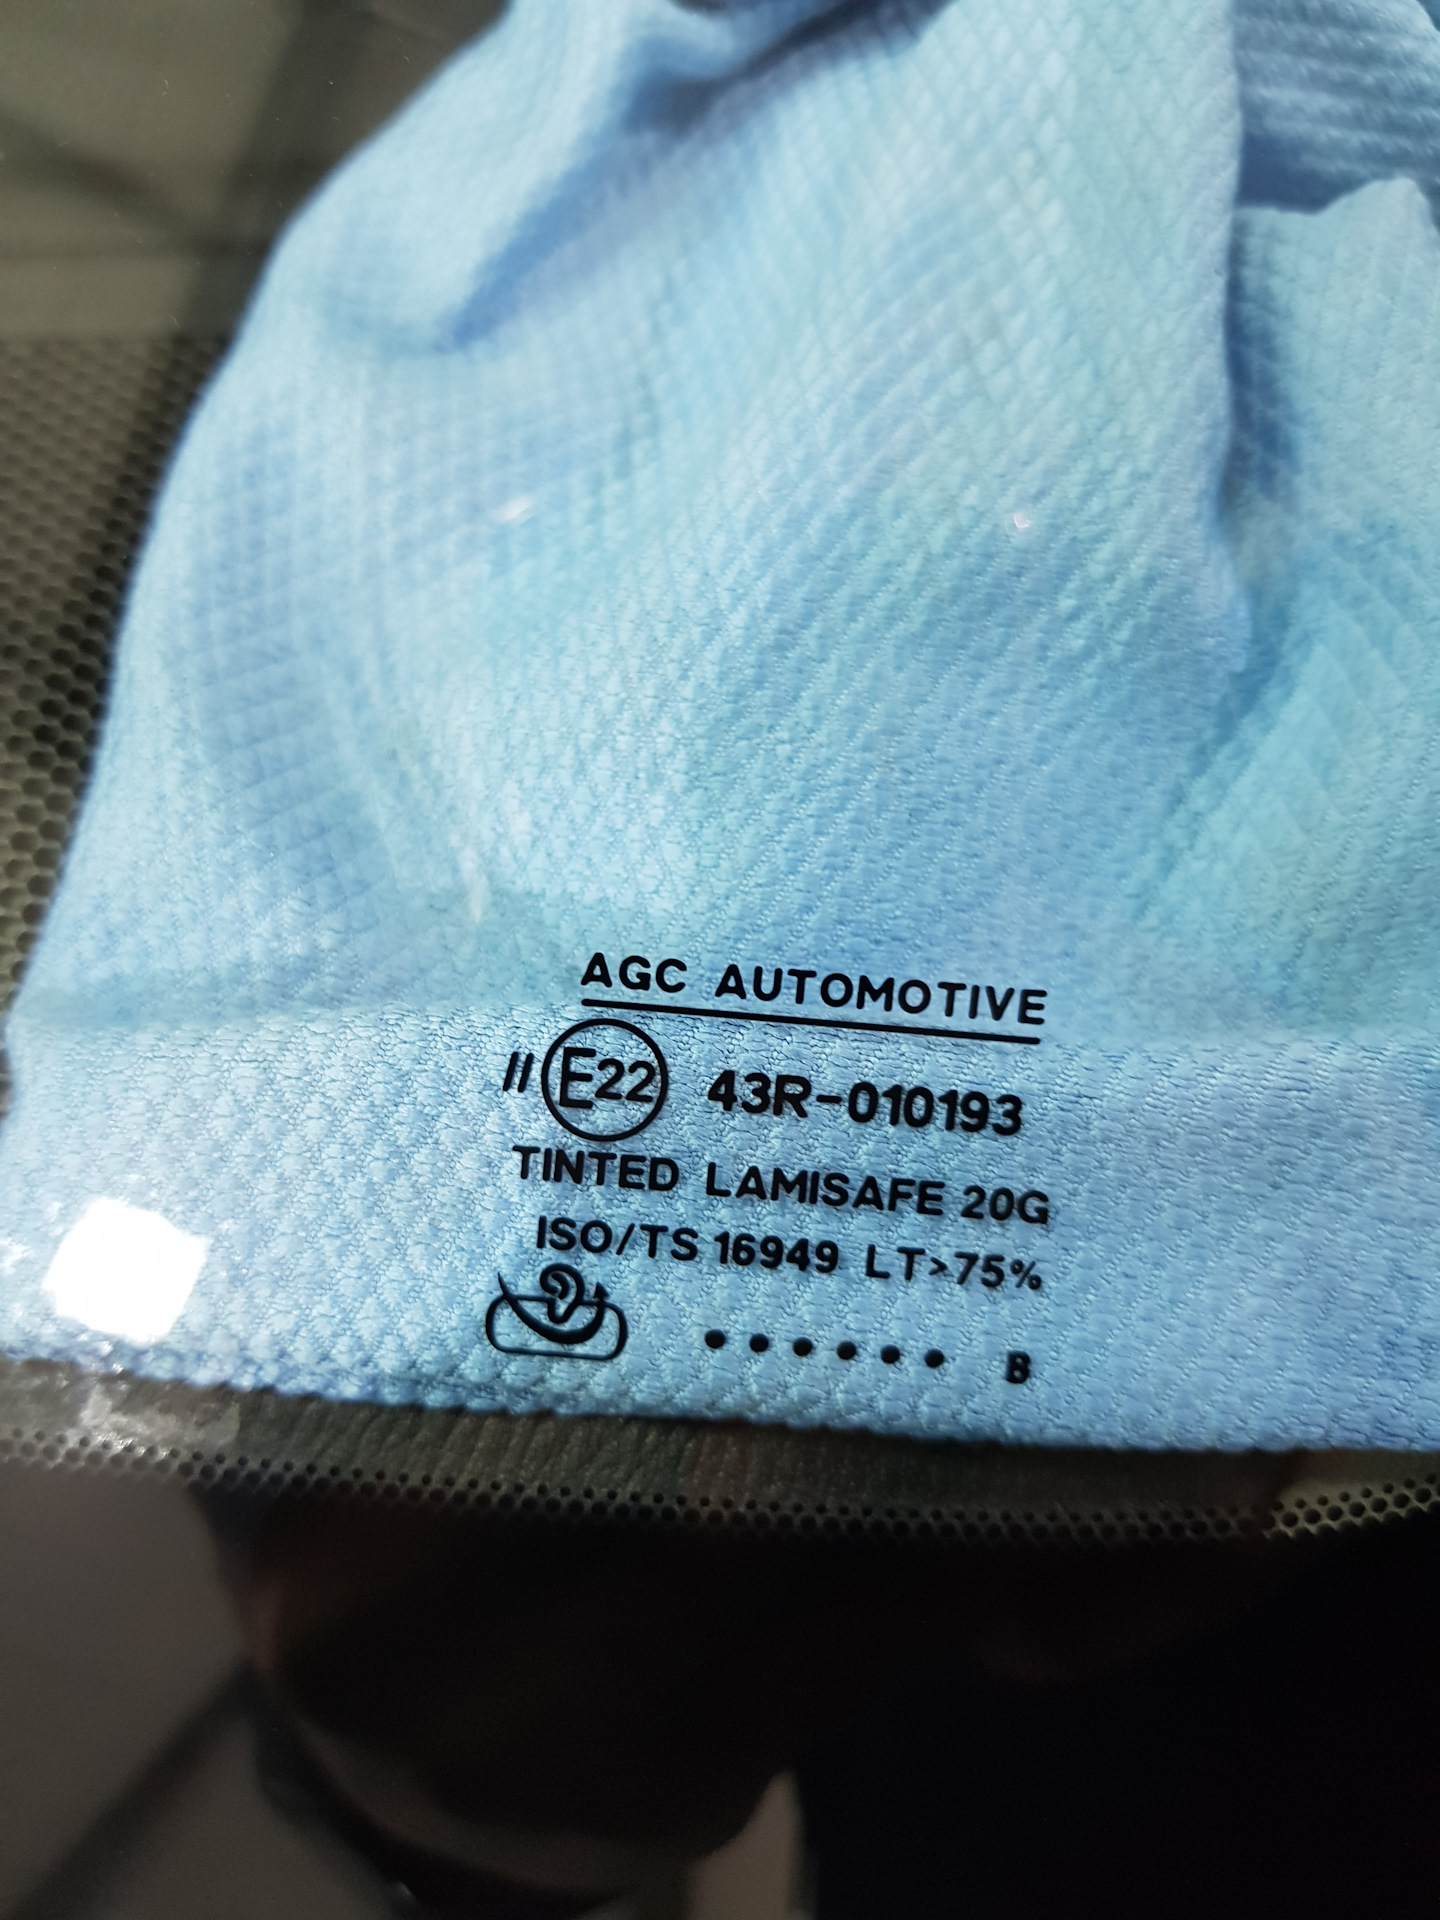 AGC AUTOMOTIVE
// E22 43R-010193
TINTED LAMISAFE 20G
ISO/TS 16949 LT>75%
•••••• B